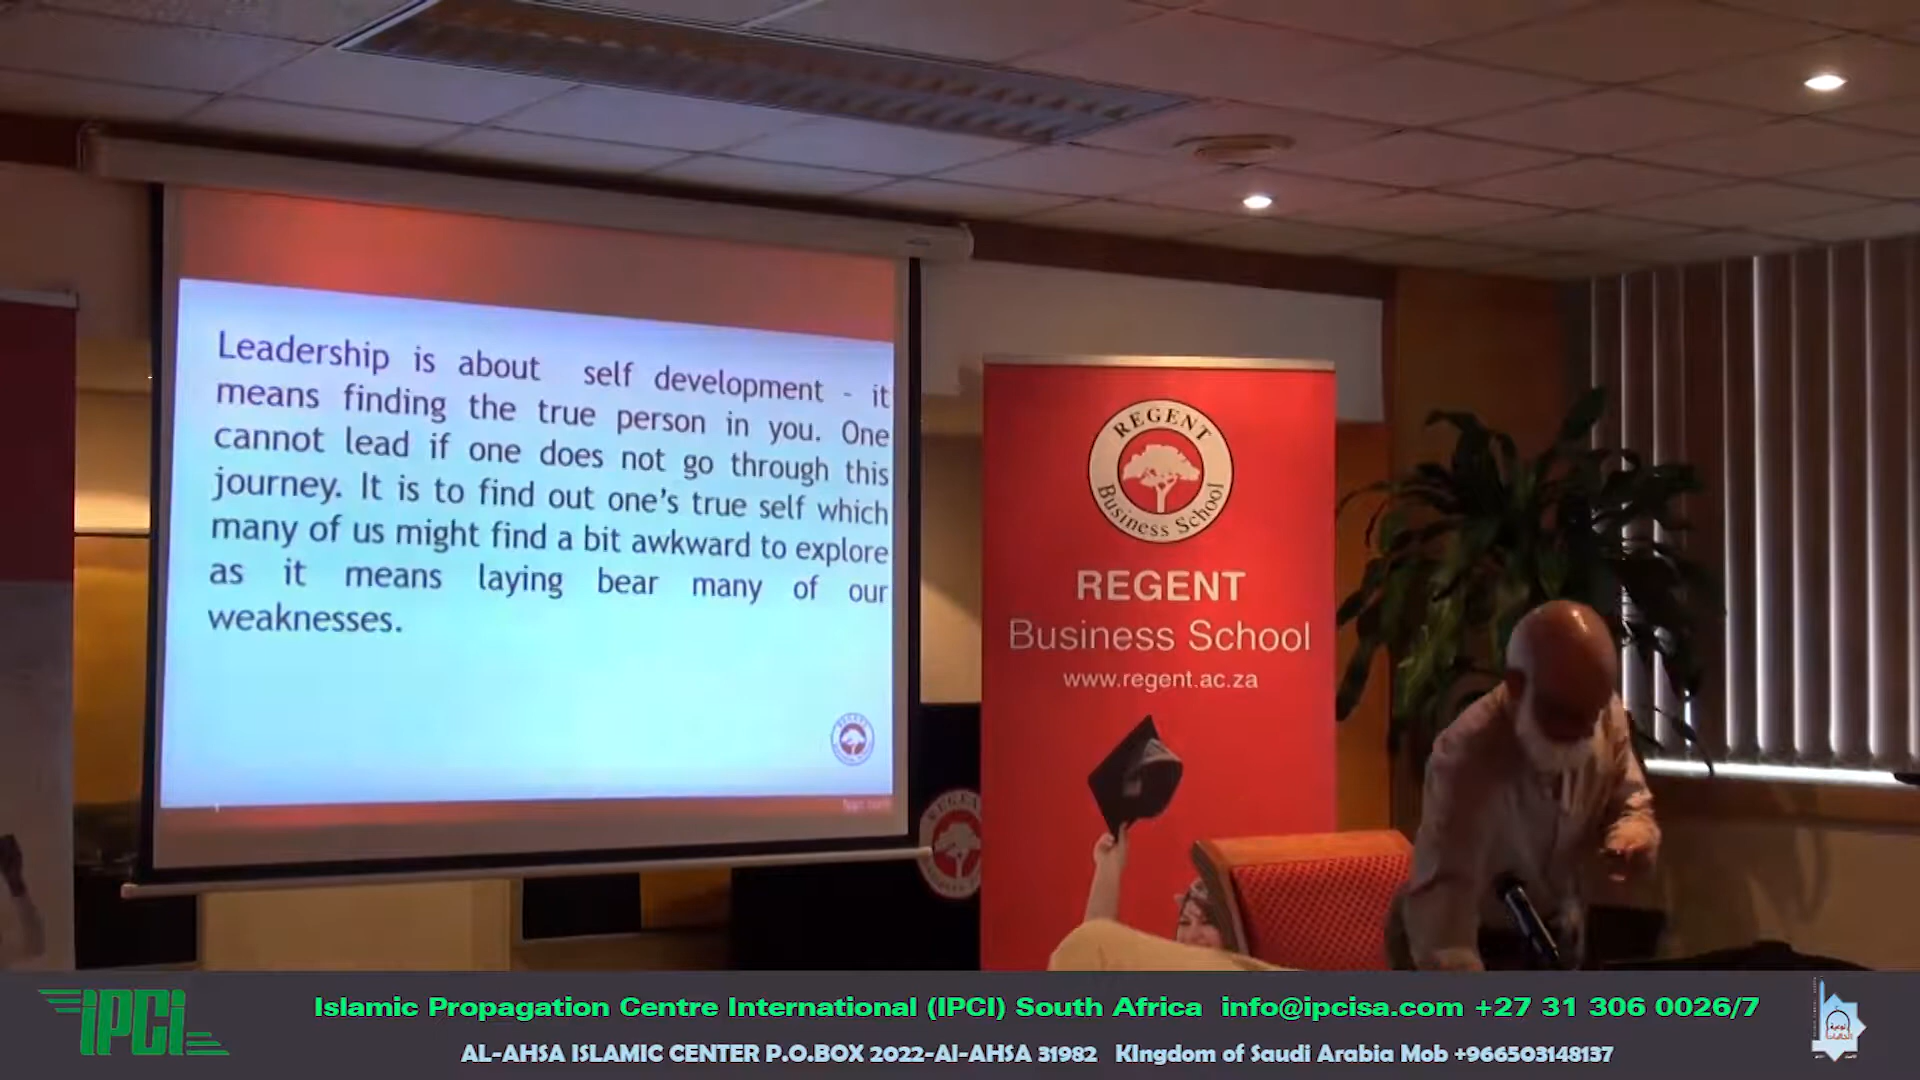 Leadership is about self development - it
means finding the true person in you. One
cannot lead if one does not go through this
journey. It is to find out one's true self which
many of us might find a bit awkward to explore
as it means laying bear many of our
weaknesses.
REGENT
Business School
REGENT
Business School
www.regent.ac.za
iPCi
Islamic Propagation Centre International (IPCI) South Africa info@ipcisa.com +27 31 306 0026/7
AL-AHSA ISLAMIC CENTER P.O.BOX 2022-Al-AHSA 31982 KIngdom of Saudi Arabia Mob +966503148137